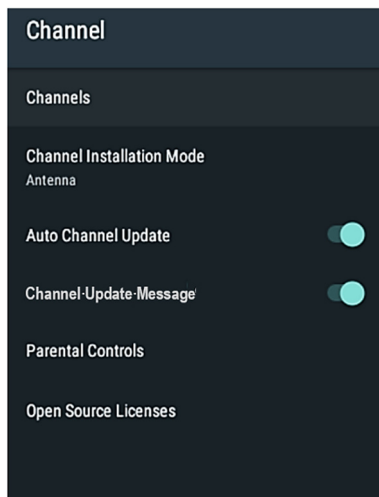 Channel
Channels
Channel Installation Mode
Antenna
Auto Channel Update
Channel·Update·Message
Parental Controls
Open Source Licenses